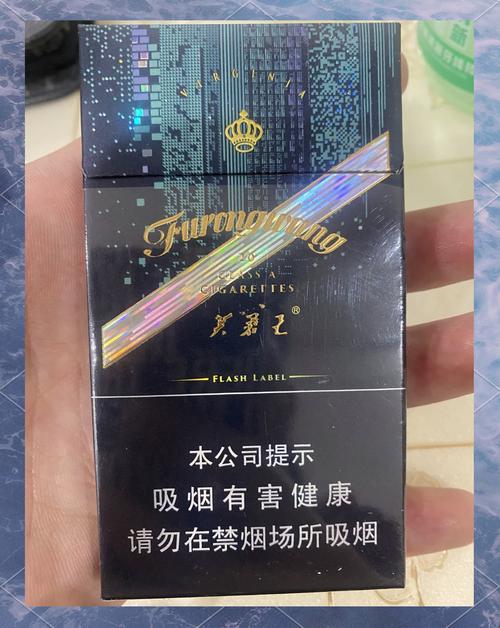 VIRGINIA
Furongwang
20
CLASS A
CIGARETTES
芙蓉王®
FLASH LABEL
本公司提示
吸烟有害健康
请勿在禁烟场所吸烟